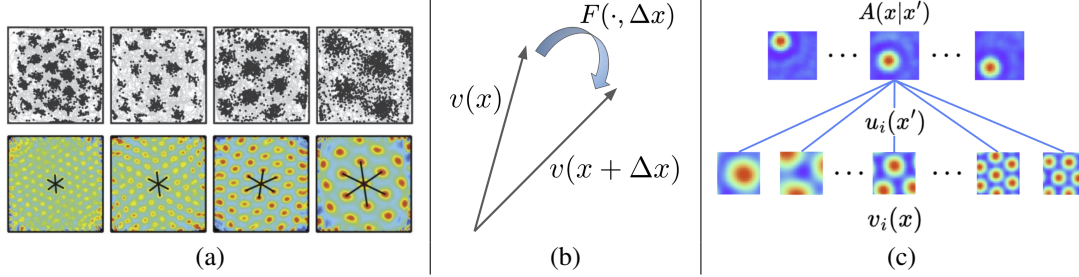 (a)
F(·, Δx)
v(x)
v(x + Δx)
(b)
A(x|x′)
···
···
u_i(x′)
···
···
v_i(x)
(c)